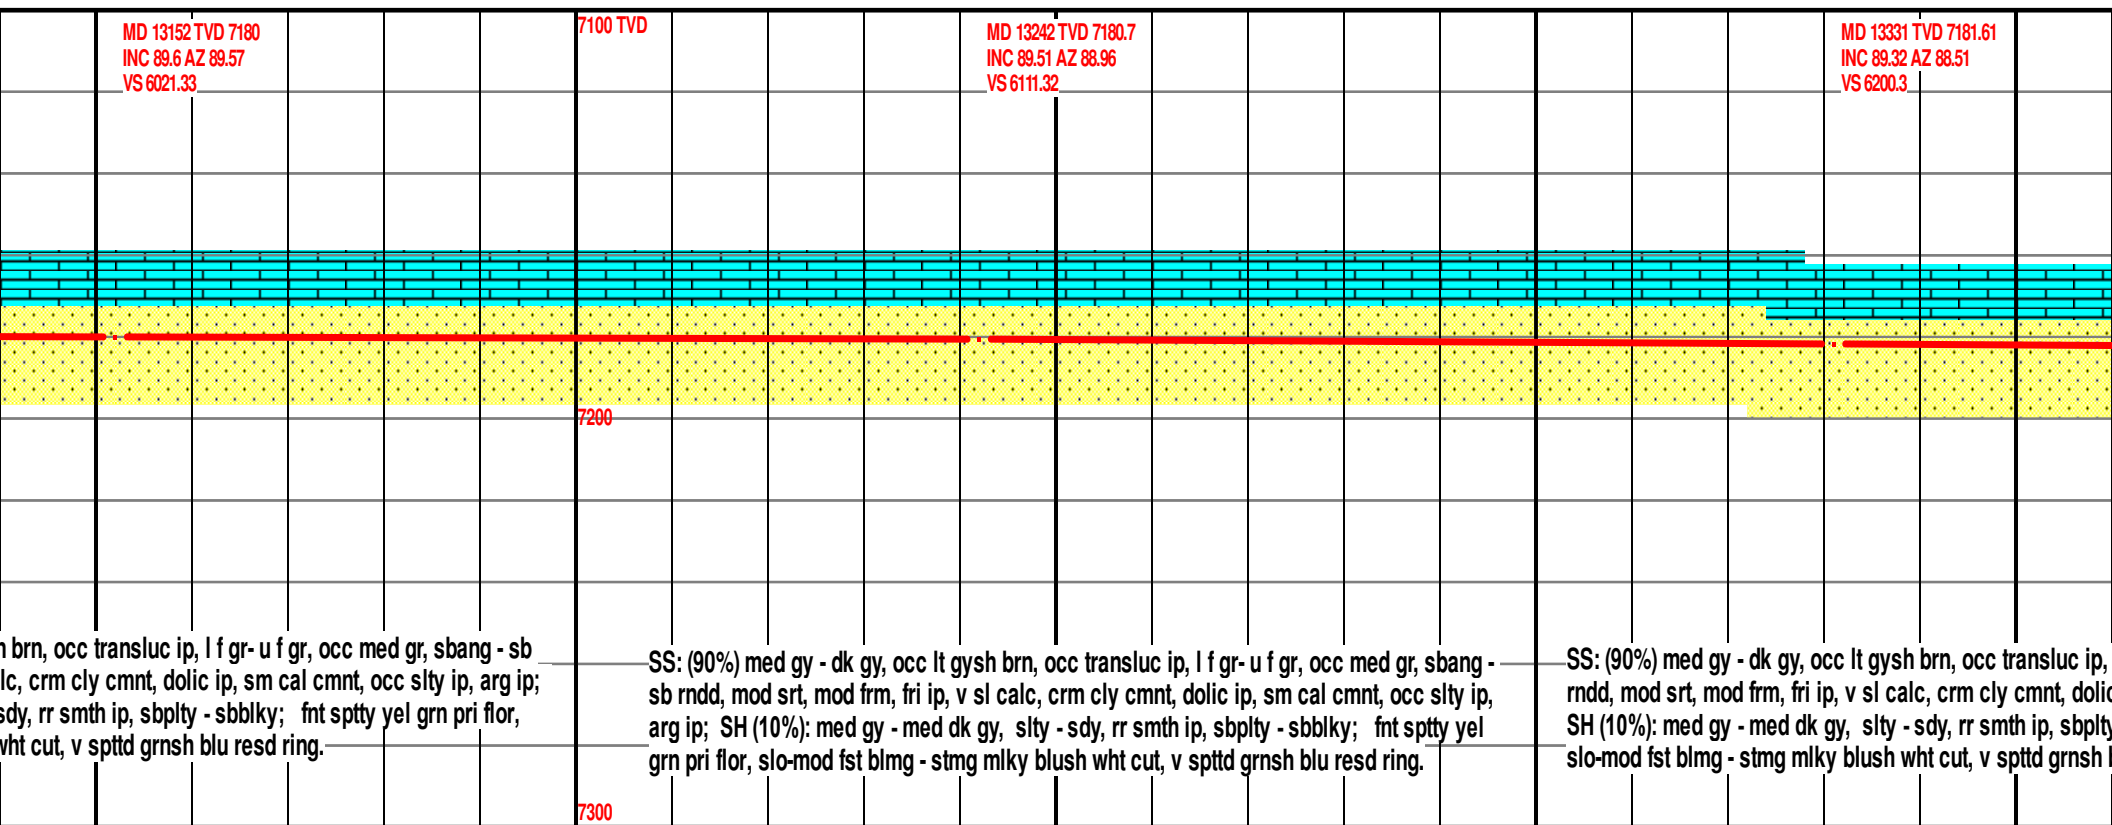 MD 13152 TVD 7180
INC 89.6 AZ 89.57
VS 6021.33
7100 TVD
MD 13242 TVD 7180.7
INC 89.51 AZ 88.96
VS 6111.32
MD 13331 TVD 7181.61
INC 89.32 AZ 88.51
VS 6200.3
7200
brn, occ transluc ip, l f gr- u f gr, occ med gr, sbang - sb
lc, crm cly cmnt, dolic ip, sm cal cmnt, occ slty ip, arg ip;
sdy, rr smth ip, sbplty - sbblky; fnt sptty yel grn pri flor,
wht cut, v spttd grnsh blu resd ring.
SS: (90%) med gy - dk gy, occ lt gysh brn, occ transluc ip, l f gr- u f gr, occ med gr, sbang -
sb rndd, mod srt, mod frm, fri ip, v sl calc, crm cly cmnt, dolic ip, sm cal cmnt, occ slty ip,
arg ip; SH (10%): med gy - med dk gy, slty - sdy, rr smth ip, sbplty - sbblky; fnt sptty yel
grn pri flor, slo-mod fst blmg - stmg mlky blush wht cut, v spttd grnsh blu resd ring.
SS: (90%) med gy - dk gy, occ lt gysh brn, occ transluc ip,
rndd, mod srt, mod frm, fri ip, v sl calc, crm cly cmnt, dolic
SH (10%): med gy - med dk gy, slty - sdy, rr smth ip, sbplty
slo-mod fst blmg - stmg mlky blush wht cut, v spttd grnsh
7300